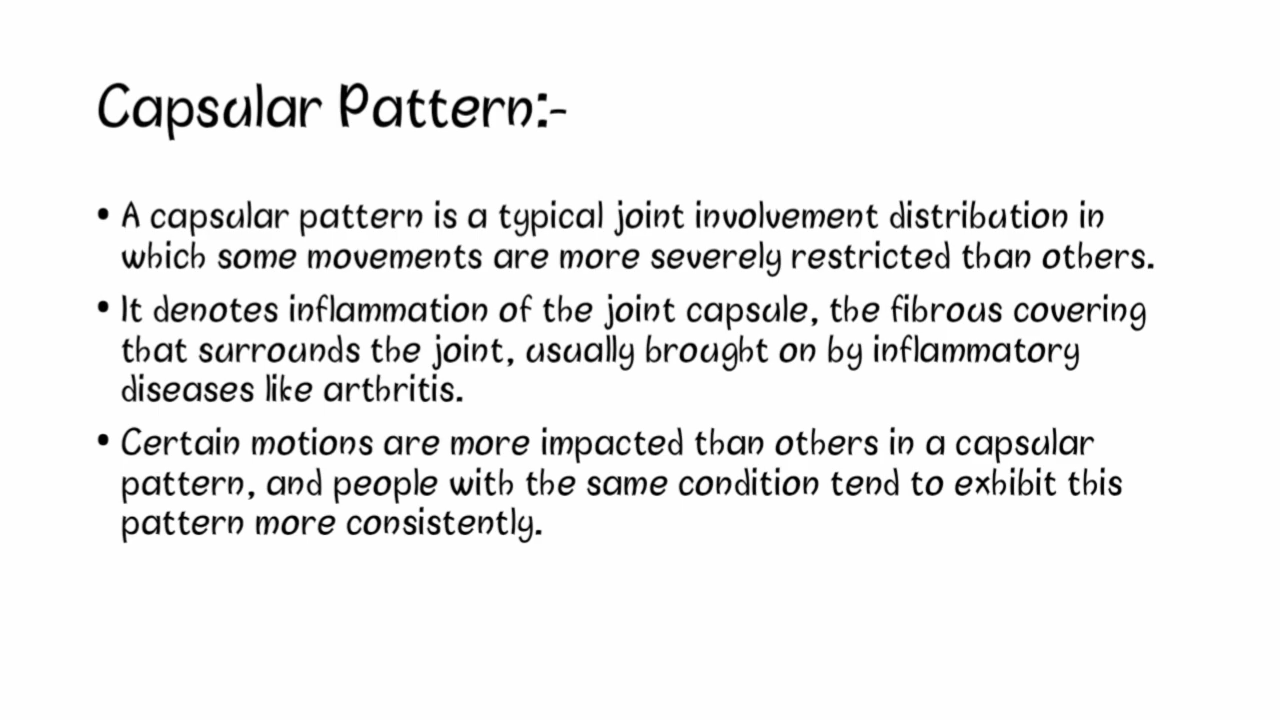 Capsular Pattern:-
• A capsular pattern is a typical joint involvement distribution in
which some movements are more severely restricted than others.
• It denotes inflammation of the joint capsule, the fibrous covering
that surrounds the joint, usually brought on by inflammatory
diseases like arthritis.
• Certain motions are more impacted than others in a capsular
pattern, and people with the same condition tend to exhibit this
pattern more consistently.